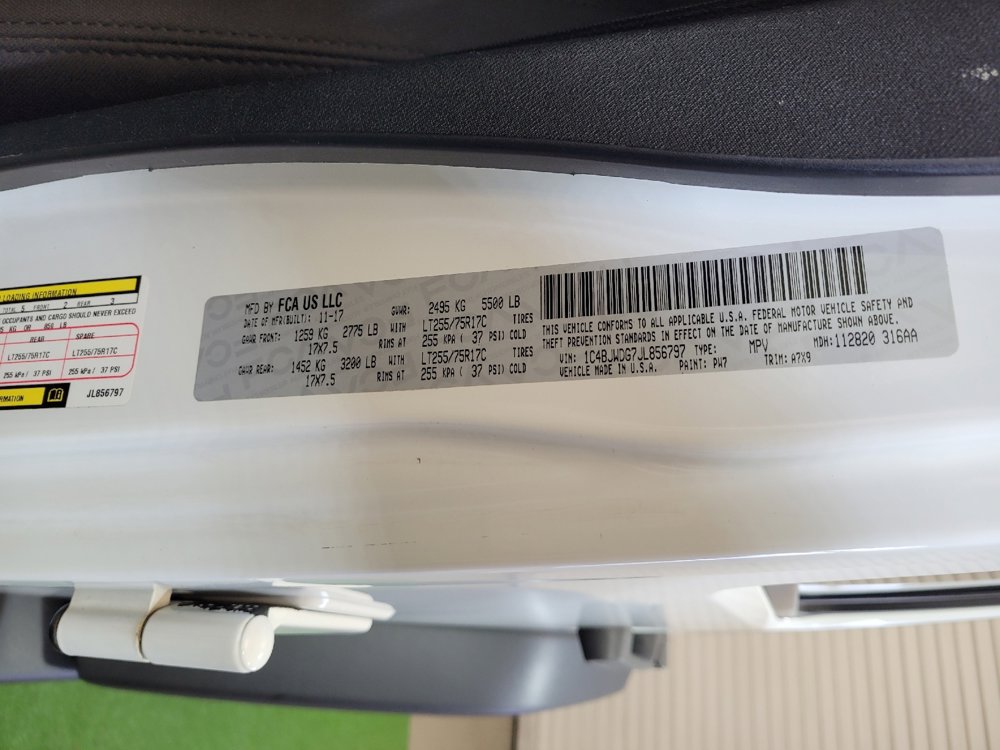 LOADING INFORMATION
TOTAL 5 FRONT 2 REAR 3
OCCUPANTS AND CARGO SHOULD NEVER EXCEED
KG OR 850 LB
REAR SPARE
LT255/75R17C LT255/75R17C
255 kPa / 37 PSI 255 kPa / 37 PSI
RMATION
JL856797
MFD BY FCA US LLC
DATE OF MFR(BUILT): 11-17 GVWR: 2495 KG 5500 LB
GAWR FRONT: 1259 KG 2775 LB WITH LT255/75R17C TIRES
17X7.5 RIMS AT 255 KPA ( 37 PSI) COLD
GAWR REAR: 1452 KG 3200 LB WITH LT255/75R17C TIRES
17X7.5 RIMS AT 255 KPA ( 37 PSI) COLD
THIS VEHICLE CONFORMS TO ALL APPLICABLE U.S.A. FEDERAL MOTOR VEHICLE SAFETY AND
THEFT PREVENTION STANDARDS IN EFFECT ON THE DATE OF MANUFACTURE SHOWN ABOVE.
VIN: 1C4BJWDG7JL856797 TYPE: MPV MDH: 112820 316AA
VEHICLE MADE IN U.S.A. PAINT: PW7 TRIM: A7X9